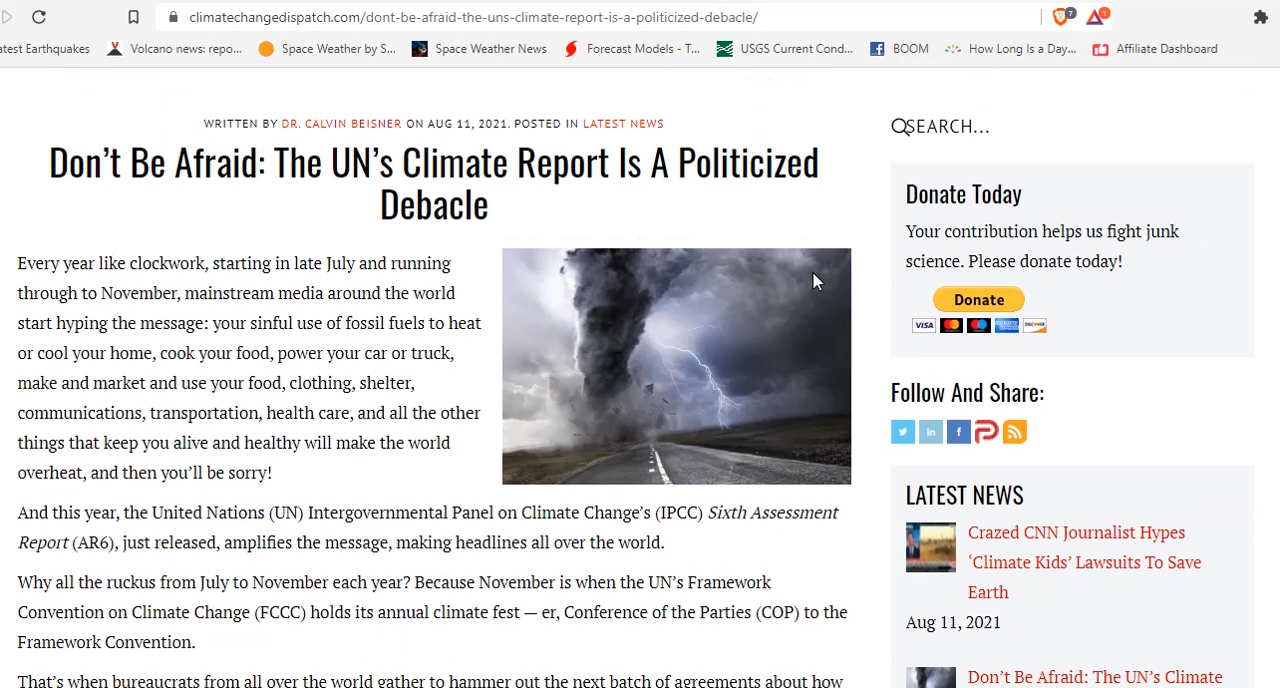 climatechangedispatch.com/dont-be-afraid-the-uns-climate-report-is-a-politicized-debacle/
7
1
atest Earthquakes
Volcano news: repo...
Space Weather by S...
Space Weather News
Forecast Models - T...
USGS Current Cond...
BOOM
How Long Is a Day...
Affiliate Dashboard
WRITTEN BY DR. CALVIN BEISNER ON AUG 11, 2021. POSTED IN LATEST NEWS
Don’t Be Afraid: The UN’s Climate Report Is A Politicized
Debacle
Every year like clockwork, starting in late July and running
through to November, mainstream media around the world
start hyping the message: your sinful use of fossil fuels to heat
or cool your home, cook your food, power your car or truck,
make and market and use your food, clothing, shelter,
communications, transportation, health care, and all the other
things that keep you alive and healthy will make the world
overheat, and then you’ll be sorry!
And this year, the United Nations (UN) Intergovernmental Panel on Climate Change’s (IPCC) Sixth Assessment
Report (AR6), just released, amplifies the message, making headlines all over the world.
Why all the ruckus from July to November each year? Because November is when the UN’s Framework
Convention on Climate Change (FCCC) holds its annual climate fest — er, Conference of the Parties (COP) to the
Framework Convention.
That’s when bureaucrats from all over the world gather to hammer out the next batch of agreements about how
SEARCH...
Donate Today
Your contribution helps us fight junk
science. Please donate today!
Donate
VISA
DISCOVER
Follow And Share:
LATEST NEWS
Crazed CNN Journalist Hypes
‘Climate Kids’ Lawsuits To Save
Earth
Aug 11, 2021
Don’t Be Afraid: The UN’s Climate